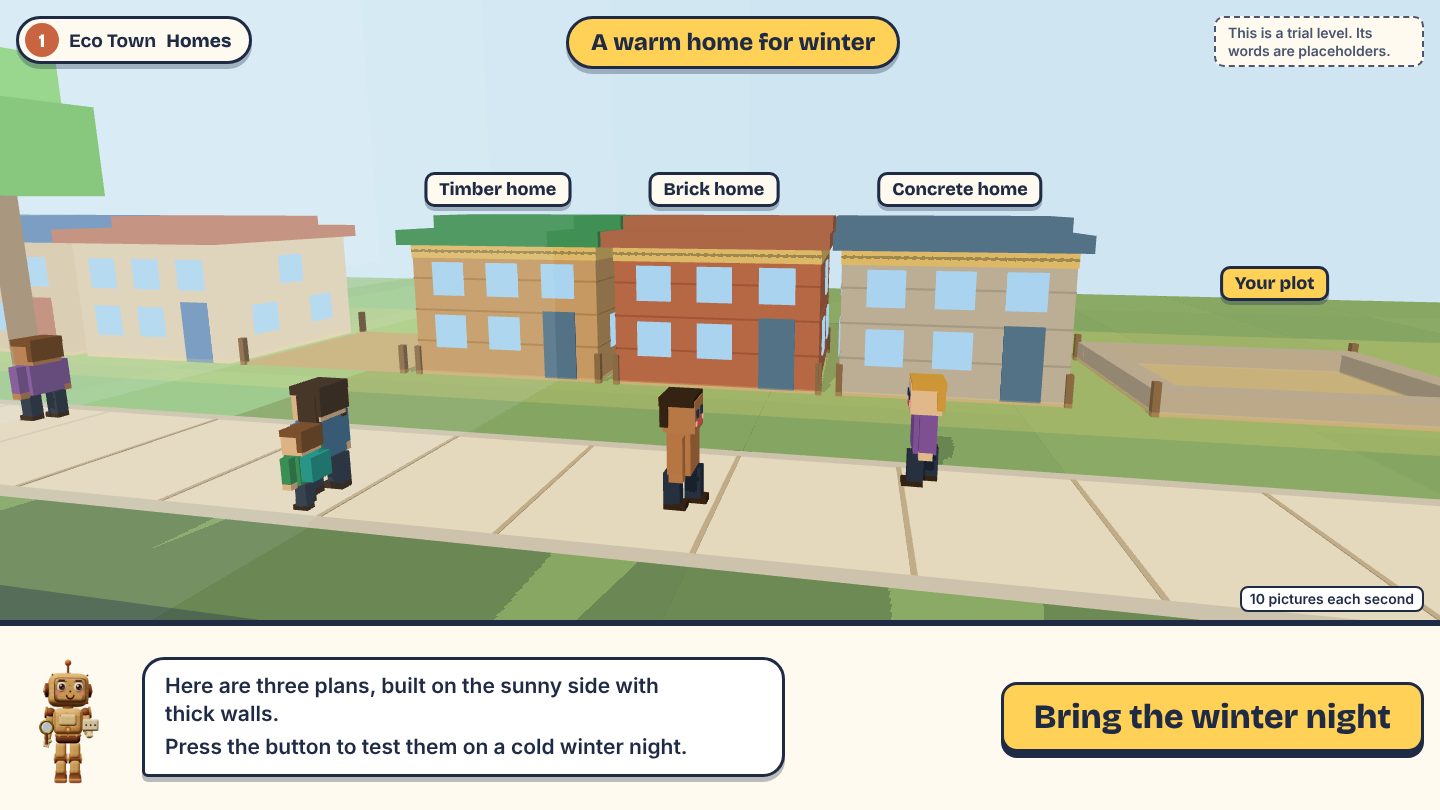 1 Eco Town Homes
A warm home for winter
This is a trial level. Its
words are placeholders.
Timber home
Brick home
Concrete home
Your plot
10 pictures each second
Here are three plans, built on the sunny side with
thick walls.
Press the button to test them on a cold winter night.
Bring the winter night